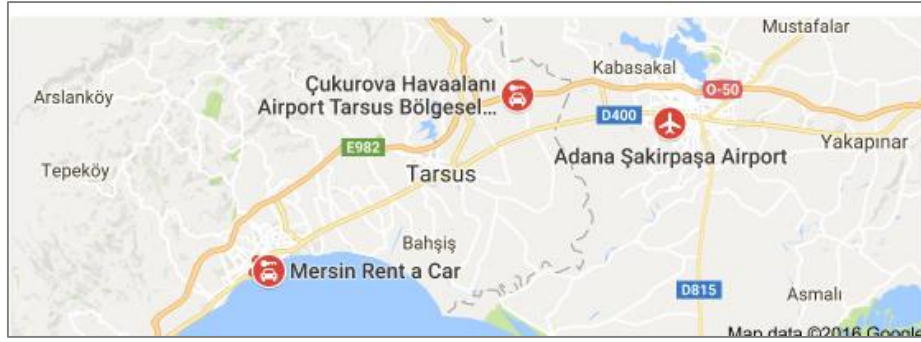 Mustafalar
Çukurova Havaalanı
Airport Tarsus Bölgesel...
Kabasakal
Arslanköy
O-50
D400
E982
Adana Şakirpaşa Airport
Yakapınar
Tepeköy
Tarsus
Bahşiş
Mersin Rent a Car
D815
Asmalı
Map data ©2016 Google